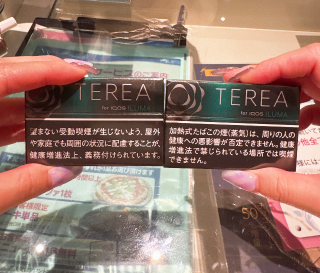 TEREA
for IQOS ILUMA
望まない受動喫煙が生じないよう、屋外
や家庭でも周囲の状況に配慮することが、
健康増進法上、義務付けられています。
TEREA
for IQOS ILUMA
加熱式たばこの煙(蒸気)は、周りの人の
健康への悪影響が否定できません。健康
増進法で禁じられている場所では喫煙
できません。